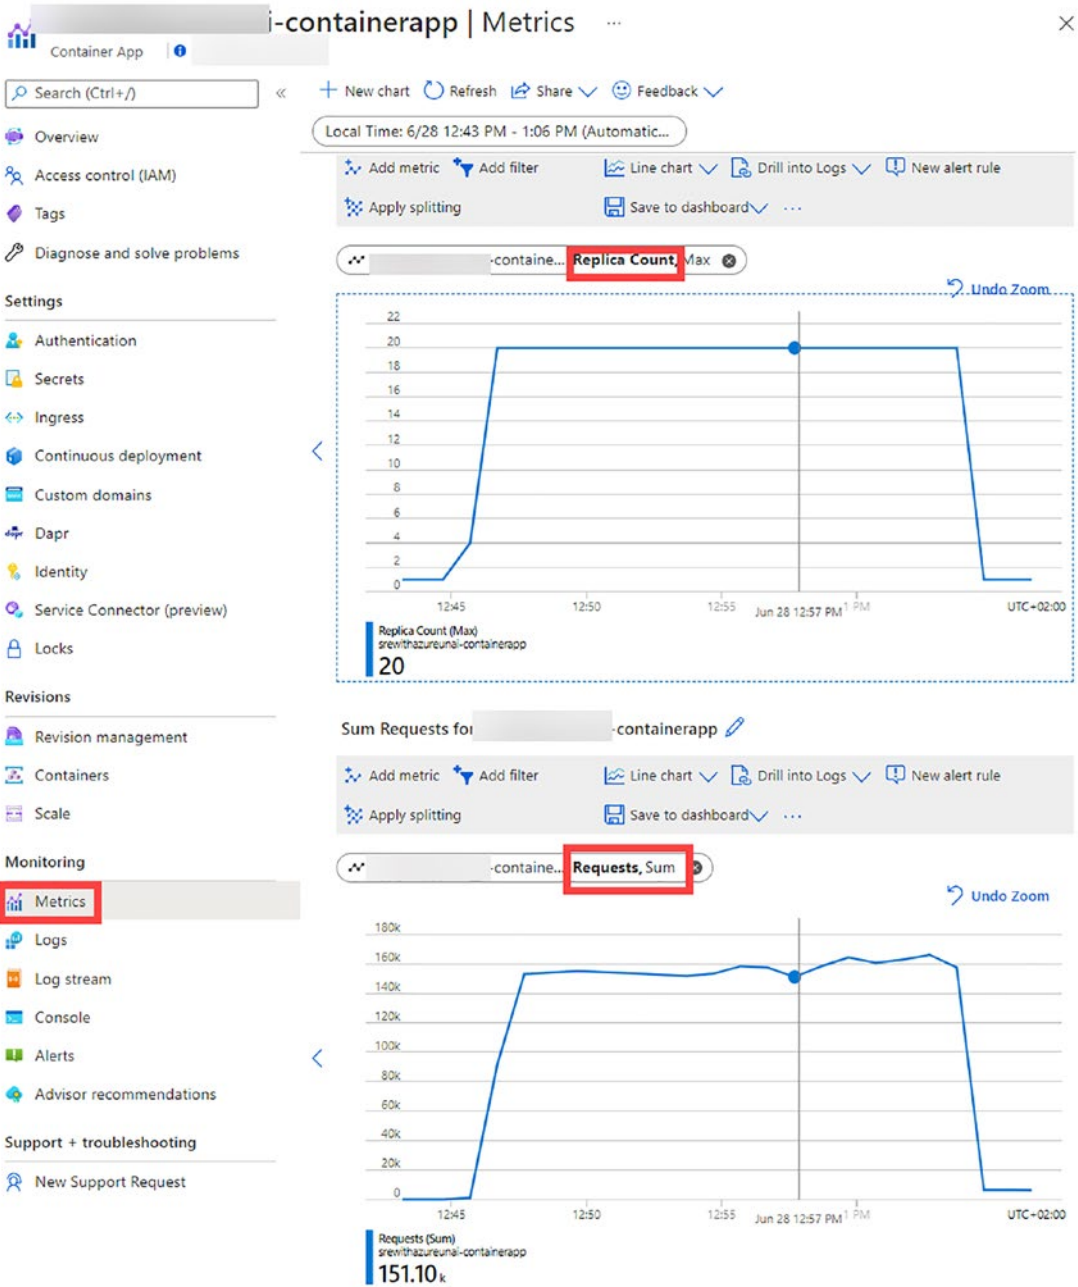 i-containerapp | Metrics ...
Container App
Search (Ctrl+/) «
+ New chart Refresh Share Feedback
Local Time: 6/28 12:43 PM - 1:06 PM (Automatic...
Overview
Access control (IAM)
Tags
Diagnose and solve problems
Settings
Authentication
Secrets
Ingress
Continuous deployment
Custom domains
Dapr
Identity
Service Connector (preview)
Locks
Revisions
Revision management
Containers
Scale
Monitoring
Metrics
Logs
Log stream
Console
Alerts
Advisor recommendations
Support + troubleshooting
New Support Request
Add metric Add filter Line chart Drill into Logs New alert rule
Apply splitting Save to dashboard ...
-containe... Replica Count, Max
Undo Zoom
22
20
18
16
14
12
10
8
6
4
2
0
12:45 12:50 12:55 Jun 28 12:57 PM 1 PM UTC+02:00
Replica Count (Max)
srewithazureunai-containerapp
20
Sum Requests for -containerapp
Add metric Add filter Line chart Drill into Logs New alert rule
Apply splitting Save to dashboard ...
-containe... Requests, Sum
Undo Zoom
180k
160k
140k
120k
100k
80k
60k
40k
20k
0
12:45 12:50 12:55 Jun 28 12:57 PM 1 PM UTC+02:00
Requests (Sum)
srewithazureunai-containerapp
151.10 k